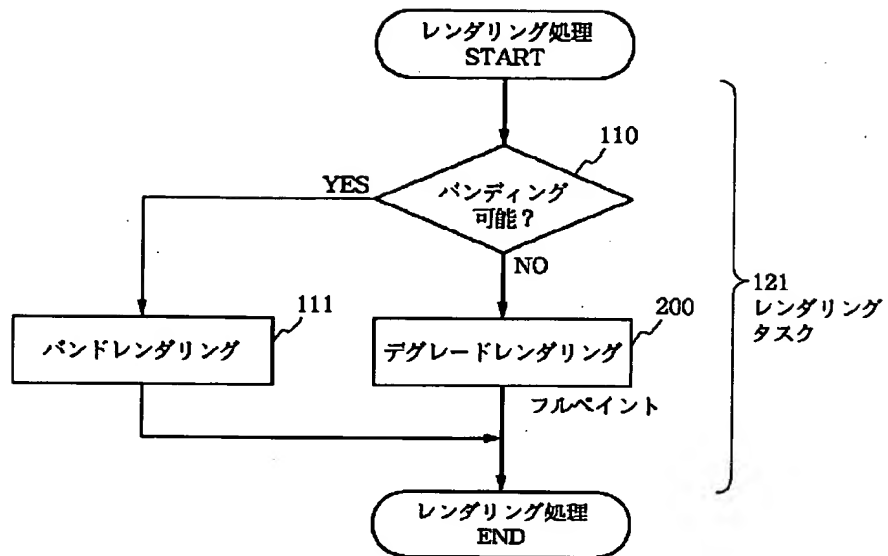 レンダリング処理
START
110
YES
バンディング
可能?
NO
111
200
バンドレンダリング
デグレードレンダリング
フルペイント
121
レンダリング
タスク
レンダリング処理
END